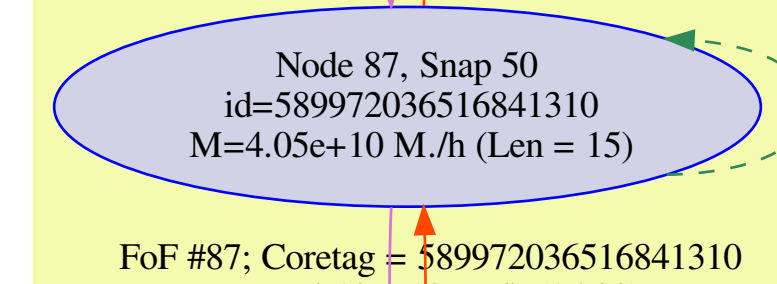 Node 87, Snap 50
id=589972036516841310
M=4.05e+10 M./h (Len = 15)
FoF #87; Coretag = 589972036516841310